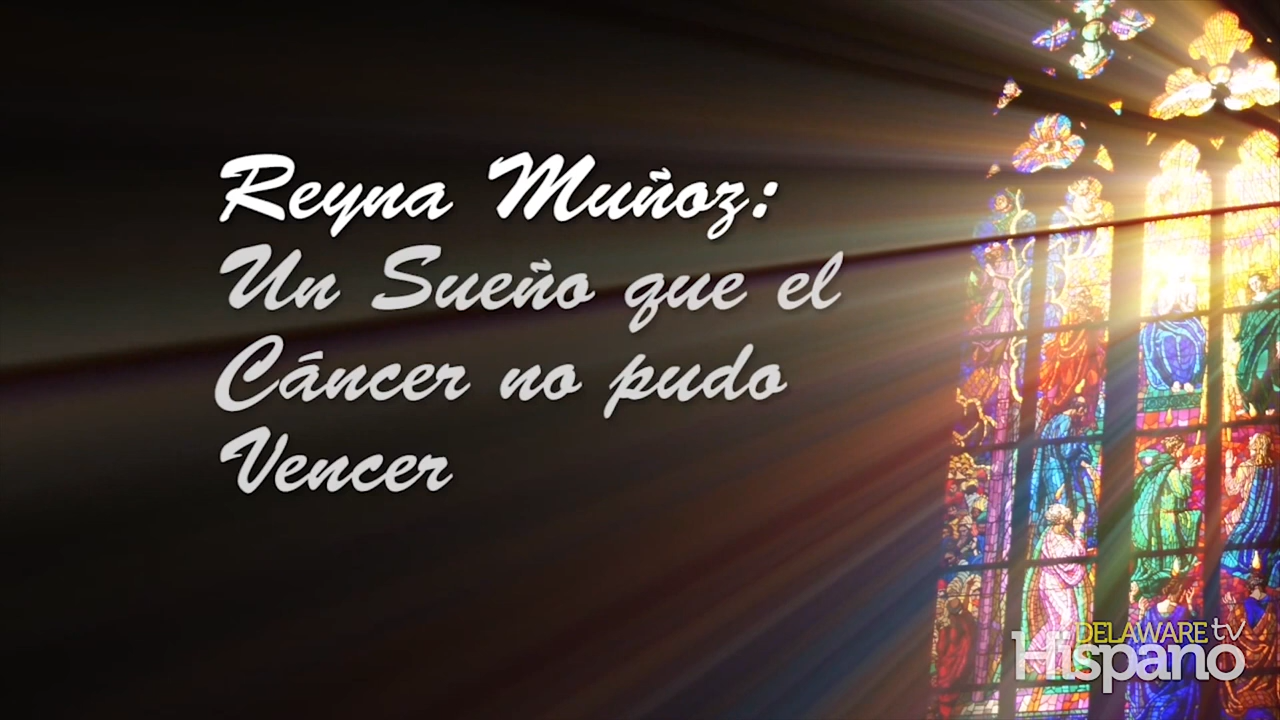 Reyna Muñoz:
Un Sueño que el
Cáncer no pudo
Vencer
DELAWARE tv
Hispano